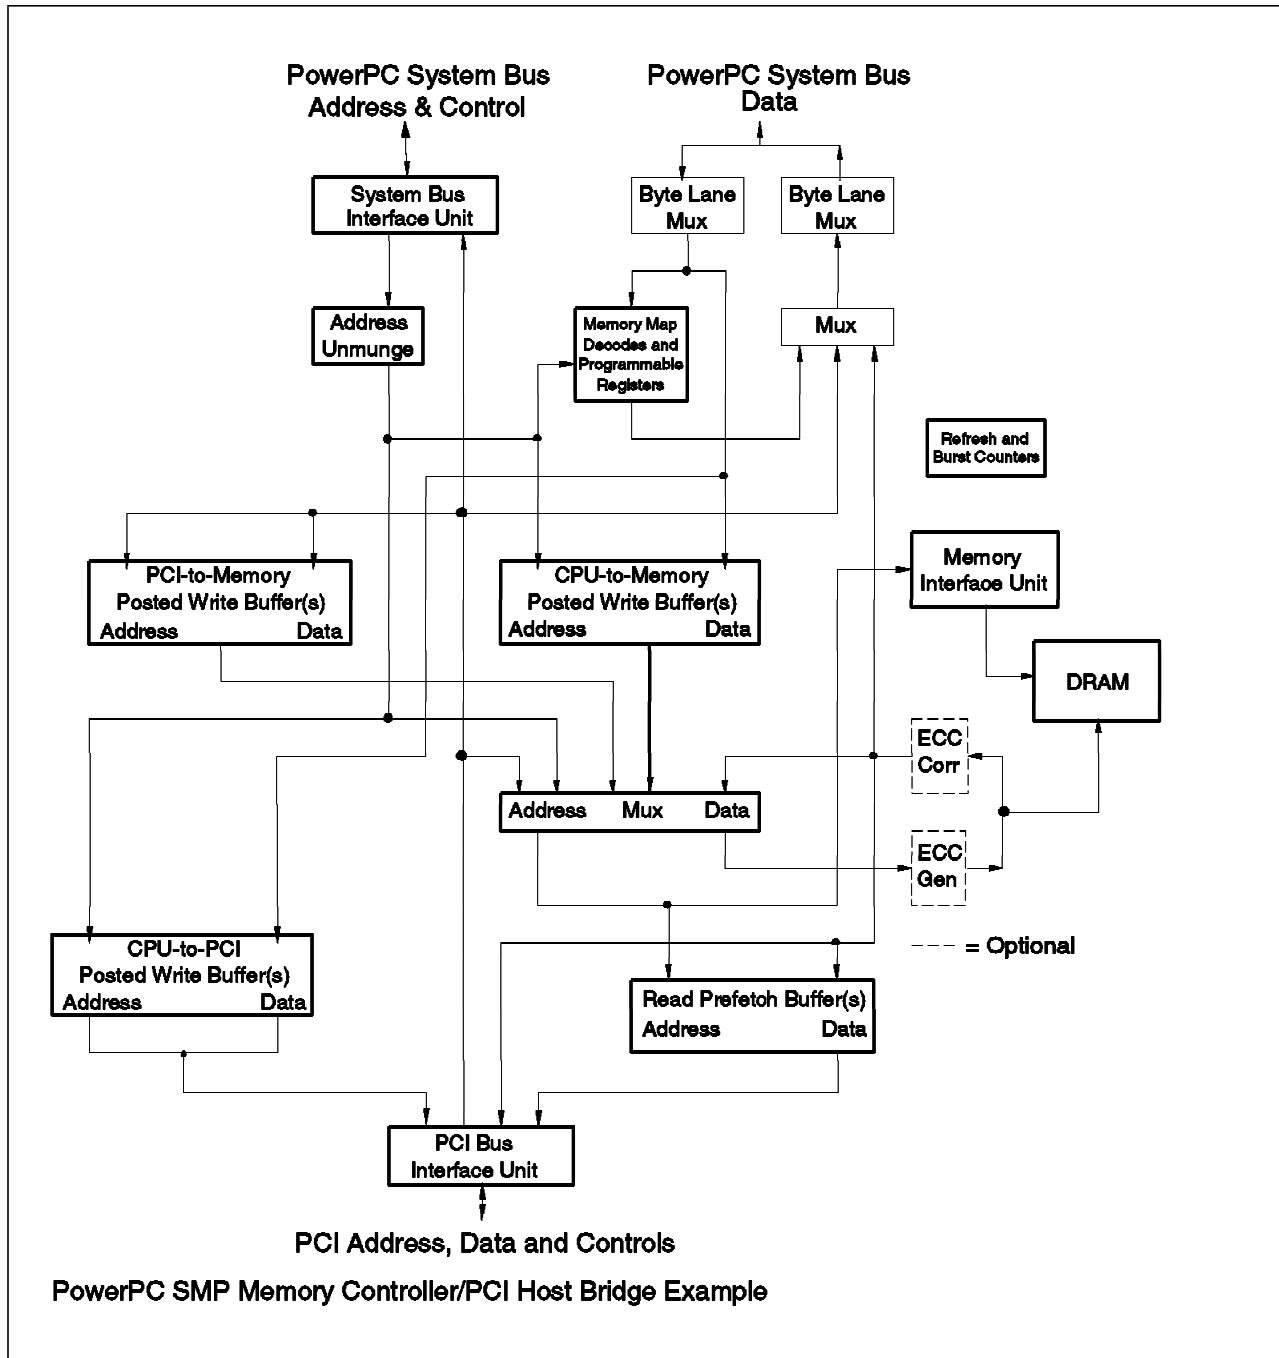 PowerPC System Bus
Address & Control
PowerPC System Bus
Data
System Bus
Interface Unit
Byte Lane
Mux
Byte Lane
Mux
Address
Unmunge
Memory Map
Decodes and
Programmable
Registers
Mux
Refresh and
Burst Counters
PCI-to-Memory
Posted Write Buffer(s)
Address Data
CPU-to-Memory
Posted Write Buffer(s)
Address Data
Memory
Interface Unit
DRAM
ECC
Corr
Address Mux Data
ECC
Gen
--- = Optional
CPU-to-PCI
Posted Write Buffer(s)
Address Data
Read Prefetch Buffer(s)
Address Data
PCI Bus
Interface Unit
PCI Address, Data and Controls
PowerPC SMP Memory Controller/PCI Host Bridge Example